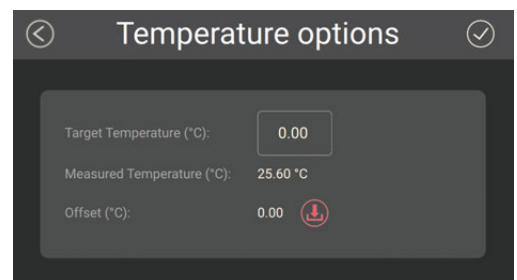 Temperature options
Target Temperature (°C): 0.00
Measured Temperature (°C): 25.60 °C
Offset (°C): 0.00